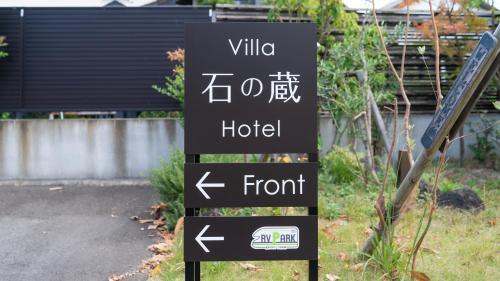 Villa
石の蔵
Hotel
← Front
← RV PARK